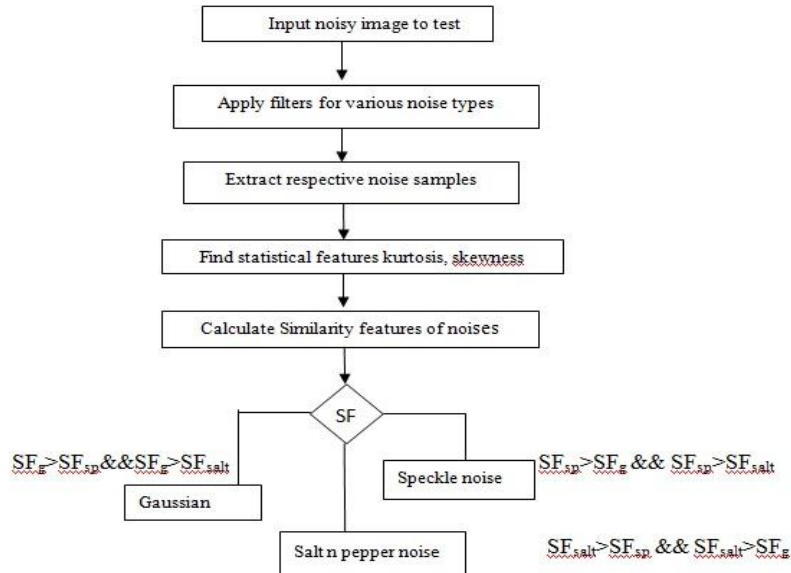 Input noisy image to test
Apply filters for various noise types
Extract respective noise samples
Find statistical features kurtosis, skewness
Calculate Similarity features of noises
SF
SFg>SFsp&&SFg>SFsalt
Gaussian
Speckle noise
SFsp>SFg && SFsp>SFsalt
Salt n pepper noise
SFsalt>SFsp && SFsalt>SFg